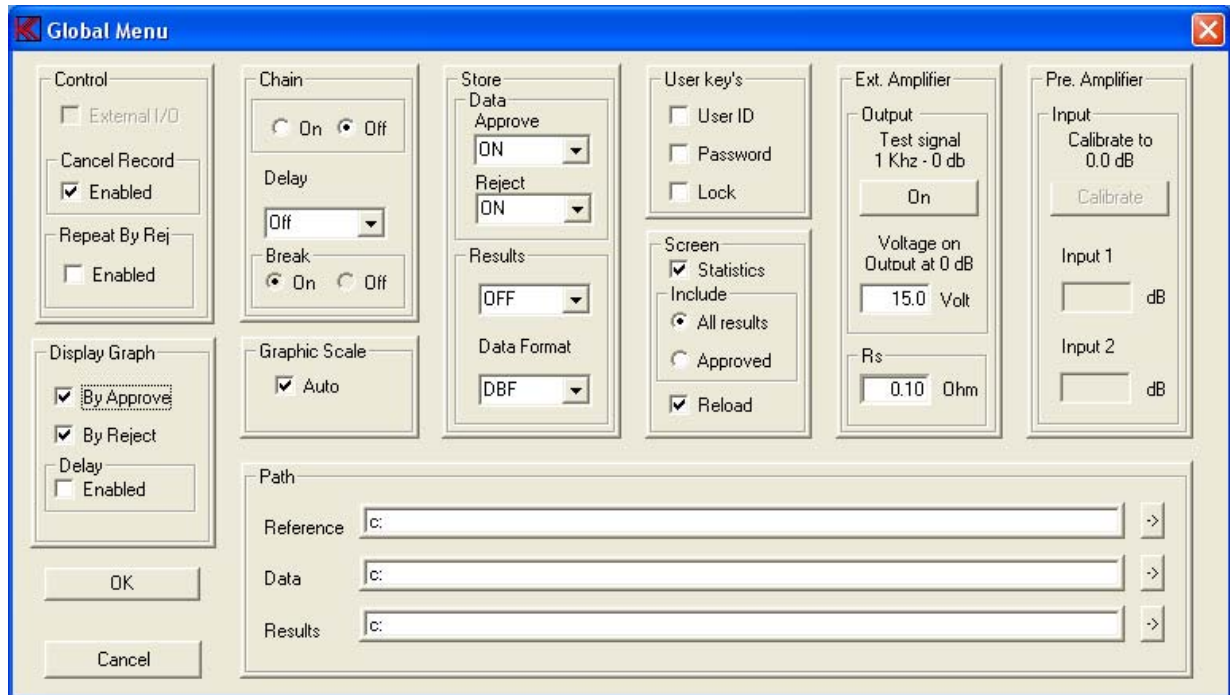 Global Menu
Control
External I/O
Cancel Record
Enabled
Repeat By Rej
Enabled
Chain
On Off
Delay
Off
Break
On Off
Store
Data
Approve
ON
Reject
ON
Results
OFF
Data Format
DBF
User key's
User ID
Password
Lock
Screen
Statistics
Include
All results
Approved
Reload
Ext. Amplifier
Output
Test signal
1 Khz - 0 db
On
Voltage on
Output at 0 dB
15.0 Volt
Rs
0.10 Ohm
Pre. Amplifier
Input
Calibrate to
0.0 dB
Calibrate
Input 1
dB
Input 2
dB
Display Graph
By Approve
By Reject
Delay
Enabled
Graphic Scale
Auto
Path
Reference c: ->
Data c: ->
Results c: ->
OK
Cancel